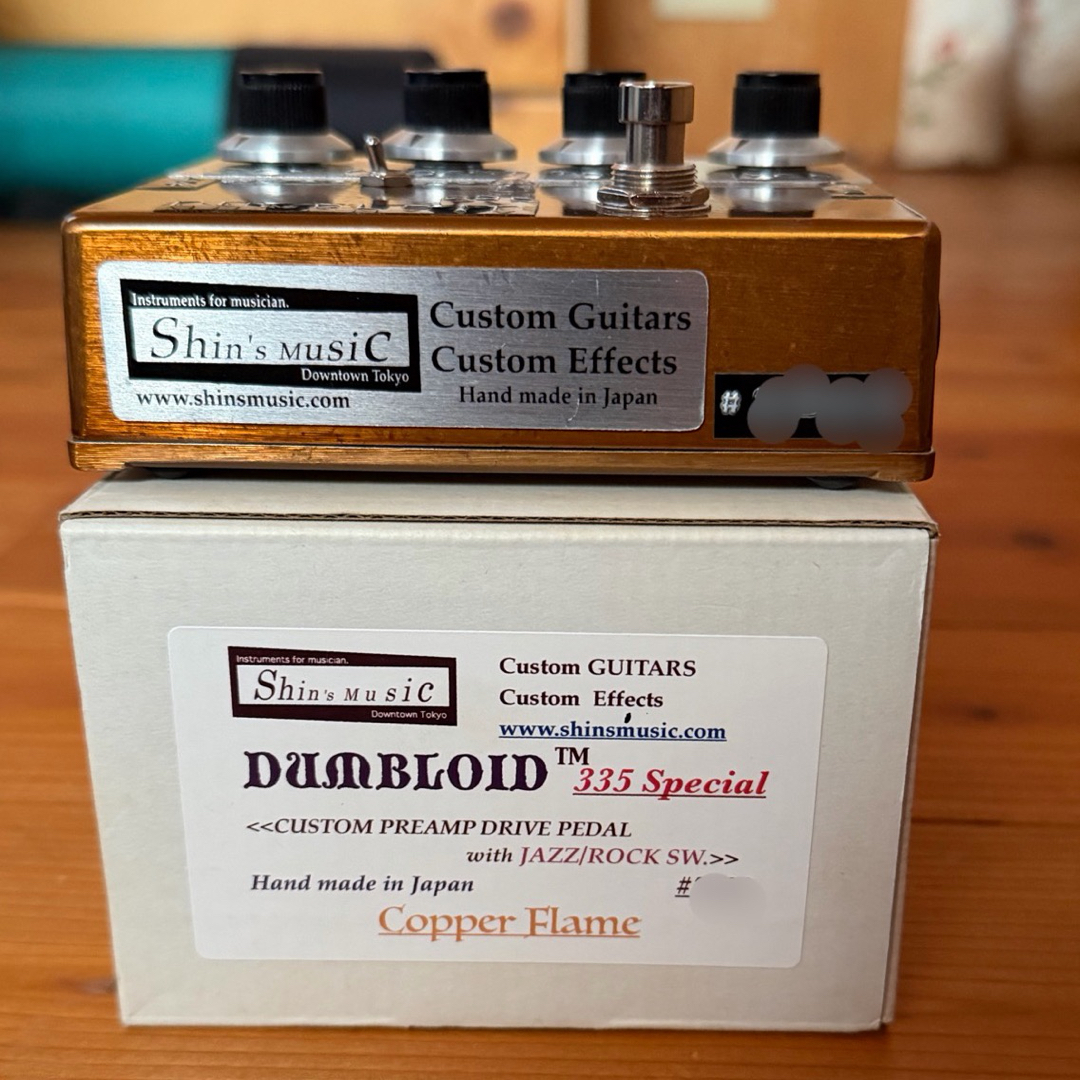 Instruments for musician.
Shin's Music
Downtown Tokyo
www.shinsmusic.com
Custom Guitars
Custom Effects
Hand made in Japan
#
Instruments for musician.
Shin's Music
Downtown Tokyo
Custom GUITARS
Custom Effects
www.shinsmusic.com
DUMBLOID™
335 Special
<<CUSTOM PREAMP DRIVE PEDAL
with JAZZ/ROCK SW.>>
Hand made in Japan
#
Copper Flame